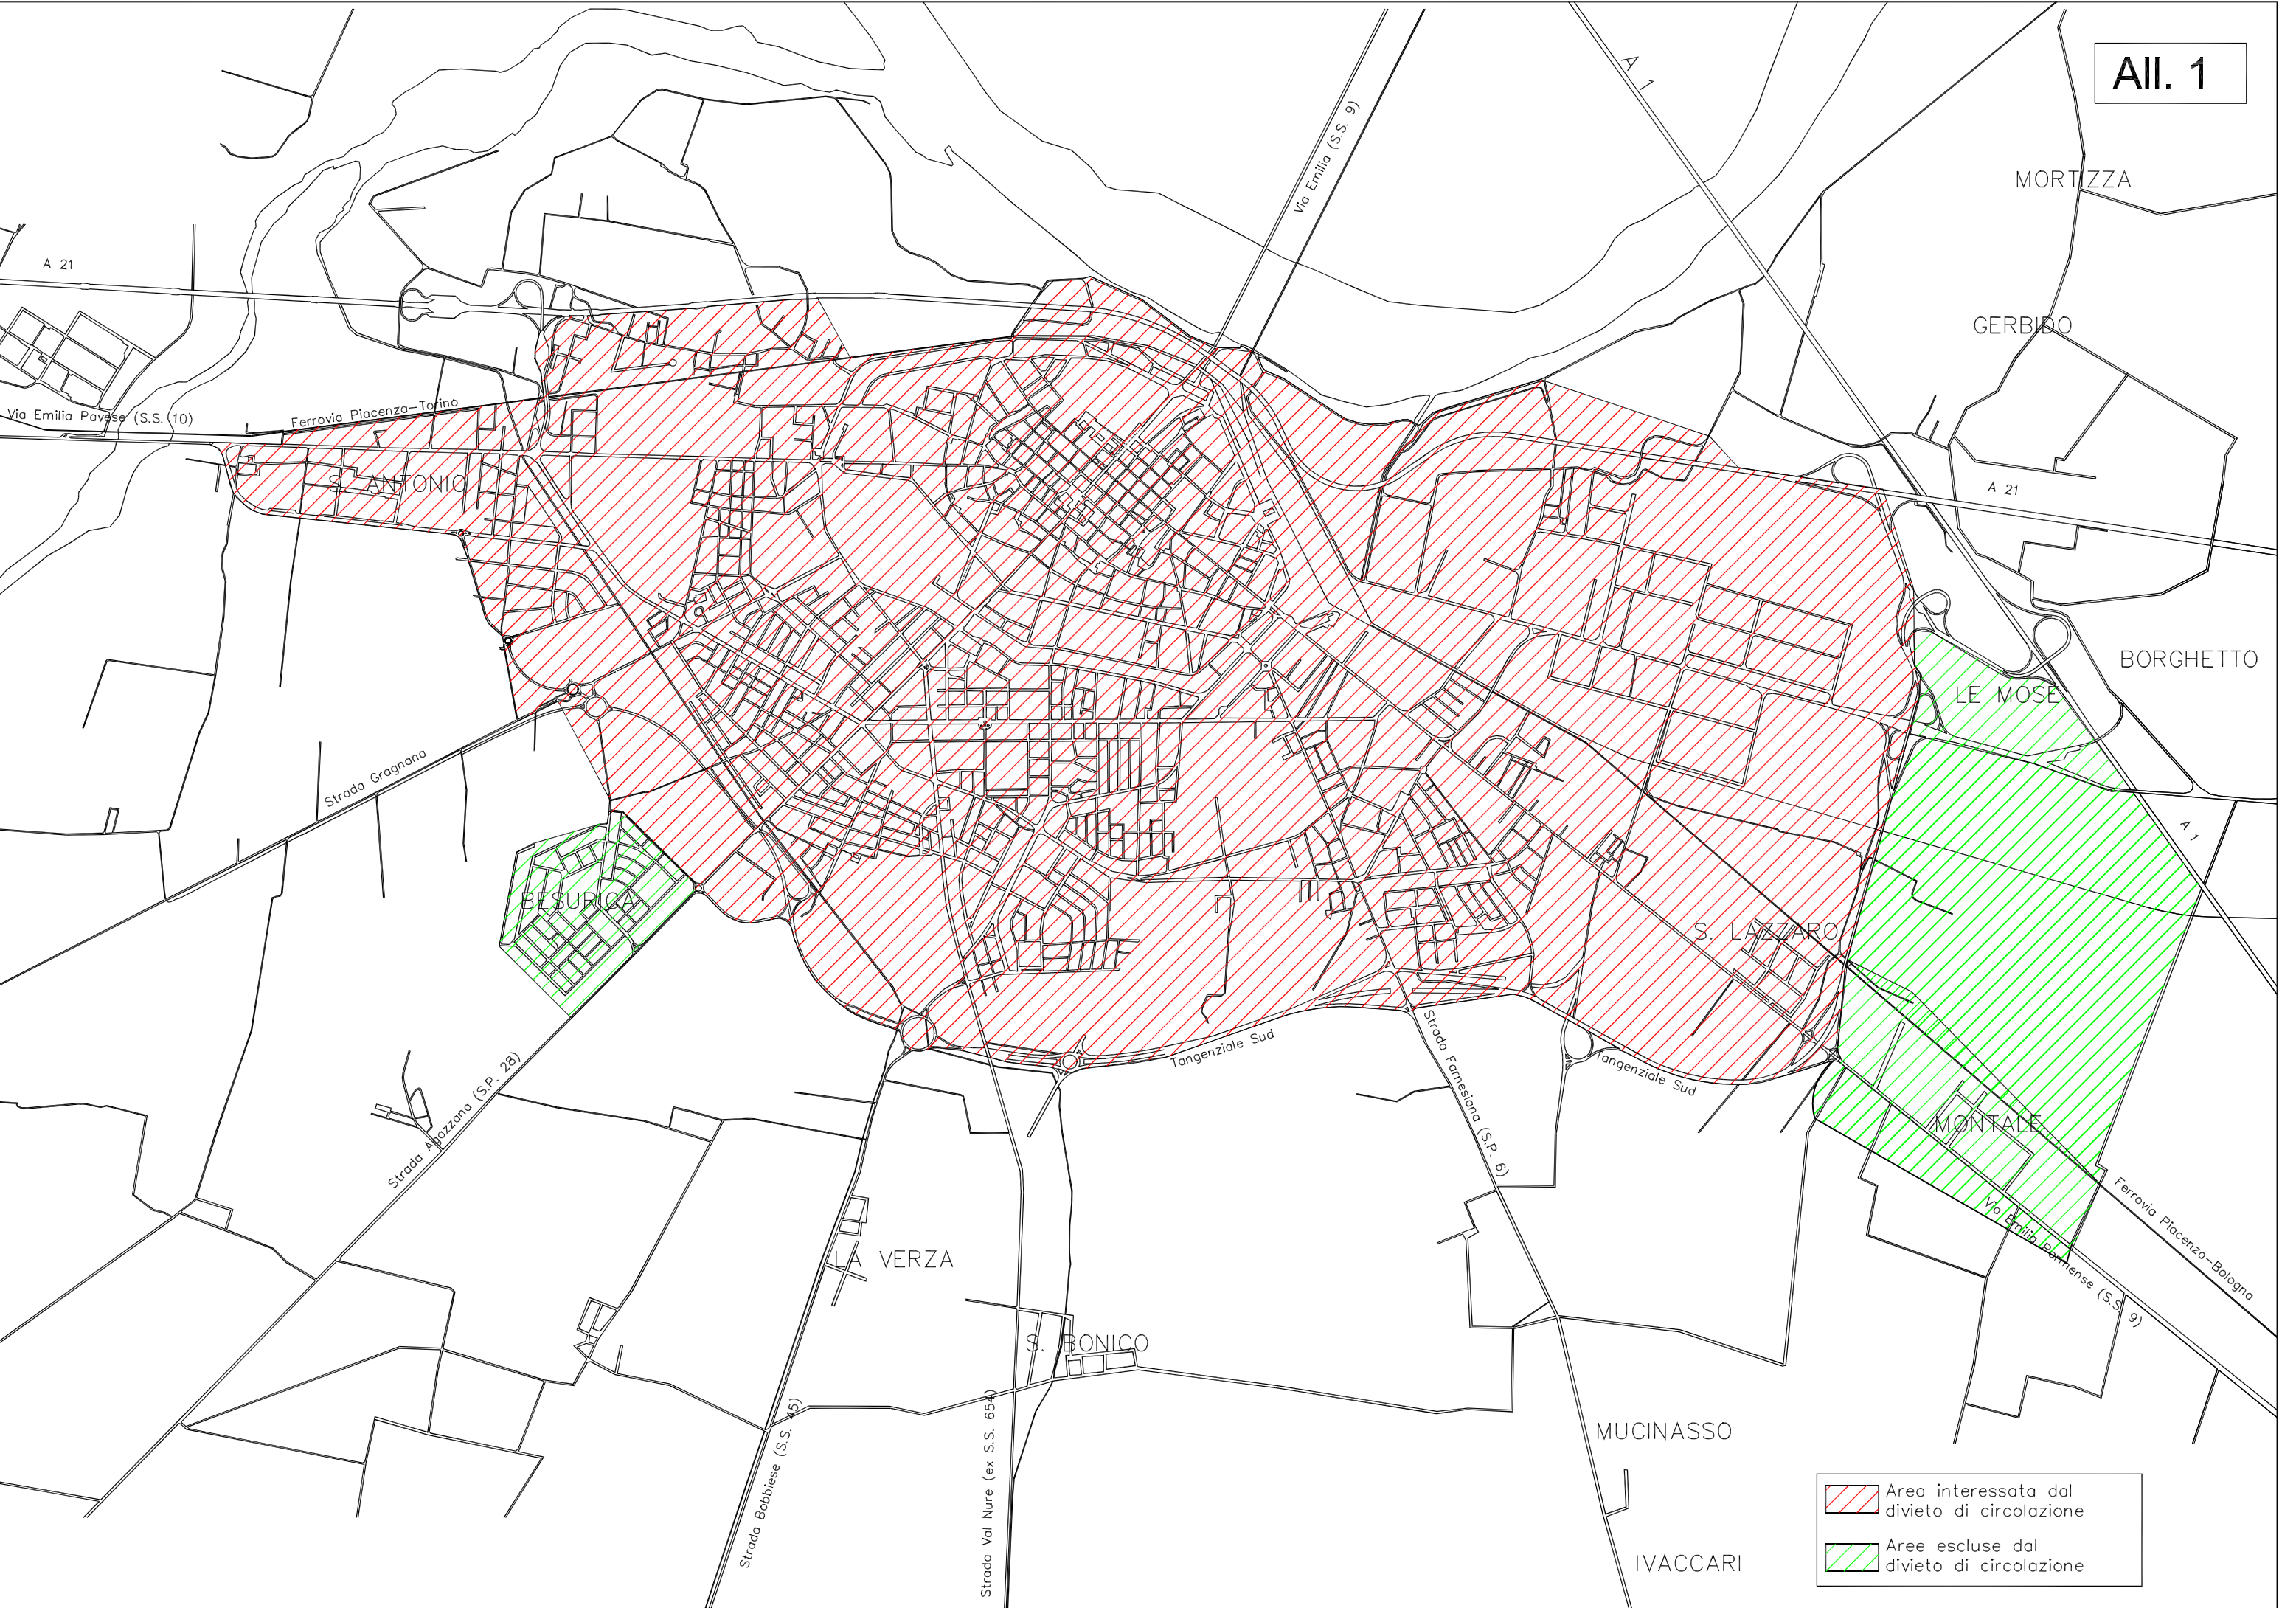 All. 1
A 1
Via Emilia (S.S. 9)
MORTIZZA
A 21
GERBIDO
Via Emilia Pavese (S.S. 10)
Ferrovia Piacenza-Torino
S. ANTONIO
A 21
BORGHETTO
LE MOSE
Strada Gragnana
A 1
BESURICA
S. LAZZARO
Tangenziale Sud
Strada Farnesiana (S.P. 6)
Tangenziale Sud
Strada Agazzana (S.P. 28)
MONTALE
Via Emilia Parmense (S.S. 9)
Ferrovia Piacenza-Bologna
LA VERZA
S. BONICO
Strada Bobbiese (S.S. 45)
Strada Val Nure (ex S.S. 654)
MUCINASSO
IVACCARI
Area interessata dal
divieto di circolazione
Aree escluse dal
divieto di circolazione